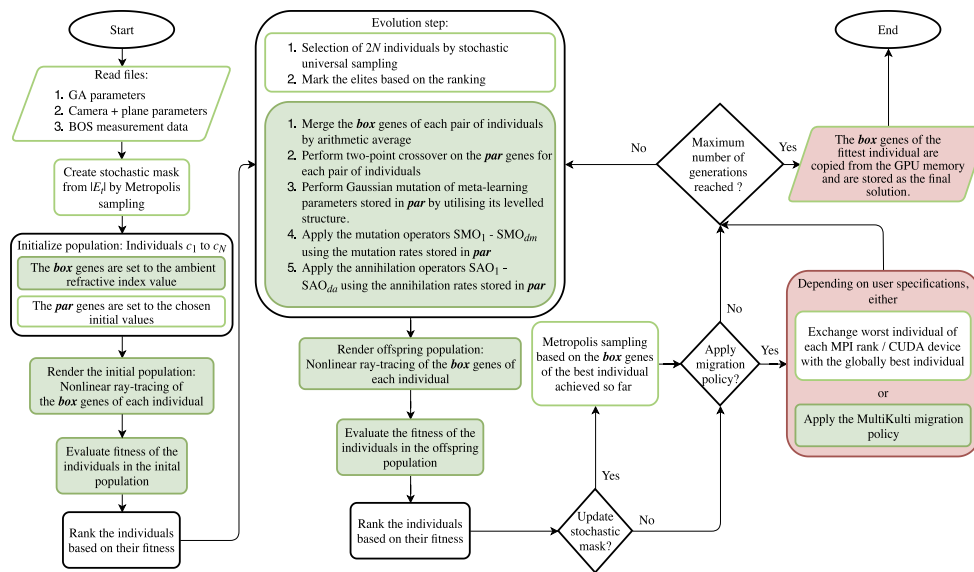 Start
Read files:
1. GA parameters
2. Camera + plane parameters
3. BOS measurement data
Create stochastic mask
from |E_t| by Metropolis
sampling
Initialize population: Individuals c_1 to c_N
The box genes are set to the ambient
refractive index value
The par genes are set to the chosen
initial values
Render the initial population:
Nonlinear ray-tracing of
the box genes of each individual
Evaluate fitness of the
individuals in the inital
population
Rank the individuals
based on their fitness
Evolution step:
1. Selection of 2N individuals by stochastic
universal sampling
2. Mark the elites based on the ranking
1. Merge the box genes of each pair of individuals
by arithmetic average
2. Perform two-point crossover on the par genes for
each pair of individuals
3. Perform Gaussian mutation of meta-learning
parameters stored in par by utilising its levelled
structure.
4. Apply the mutation operators SMO_1 - SMO_dm
using the mutation rates stored in par
5. Apply the annihilation operators SAO_1 -
SAO_da using the annihilation rates stored in par
Render offspring population:
Nonlinear ray-tracing of the box genes of
each individual
Evaluate the fitness of the
individuals in the offspring
population
Rank the individuals
based on their fitness
Update
stochastic
mask?
Yes
No
Metropolis sampling
based on the box genes
of the best individual
achieved so far
Apply
migration
policy?
Yes
No
Depending on user specifications,
either
Exchange worst individual of
each MPI rank / CUDA device
with the globally best individual
or
Apply the MultiKulti migration
policy
Maximum
number of
generations
reached ?
No
Yes
The box genes of the
fittest individual are
copied from the GPU memory
and are stored as the final
solution.
End